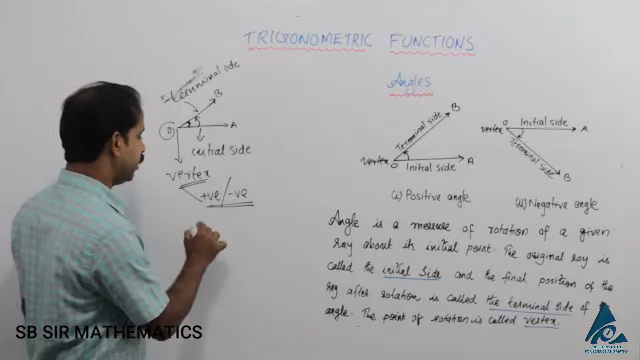 TRIGONOMETRIC FUNCTIONS
Angles
terminal side
B
O
A
initial side
vertex
+ve/-ve
B
Terminal side
vertex
O
Initial side
A
(i) Positive angle
O
Initial side
vertex
A
Terminal side
B
(ii) Negative angle
Angle is a measure of rotation of a given
ray about its initial point. The original ray is
called the initial side and the final position of the
ray after rotation is called the terminal side of
angle. The point of rotation is called vertex.
SB SIR MATHEMATICS